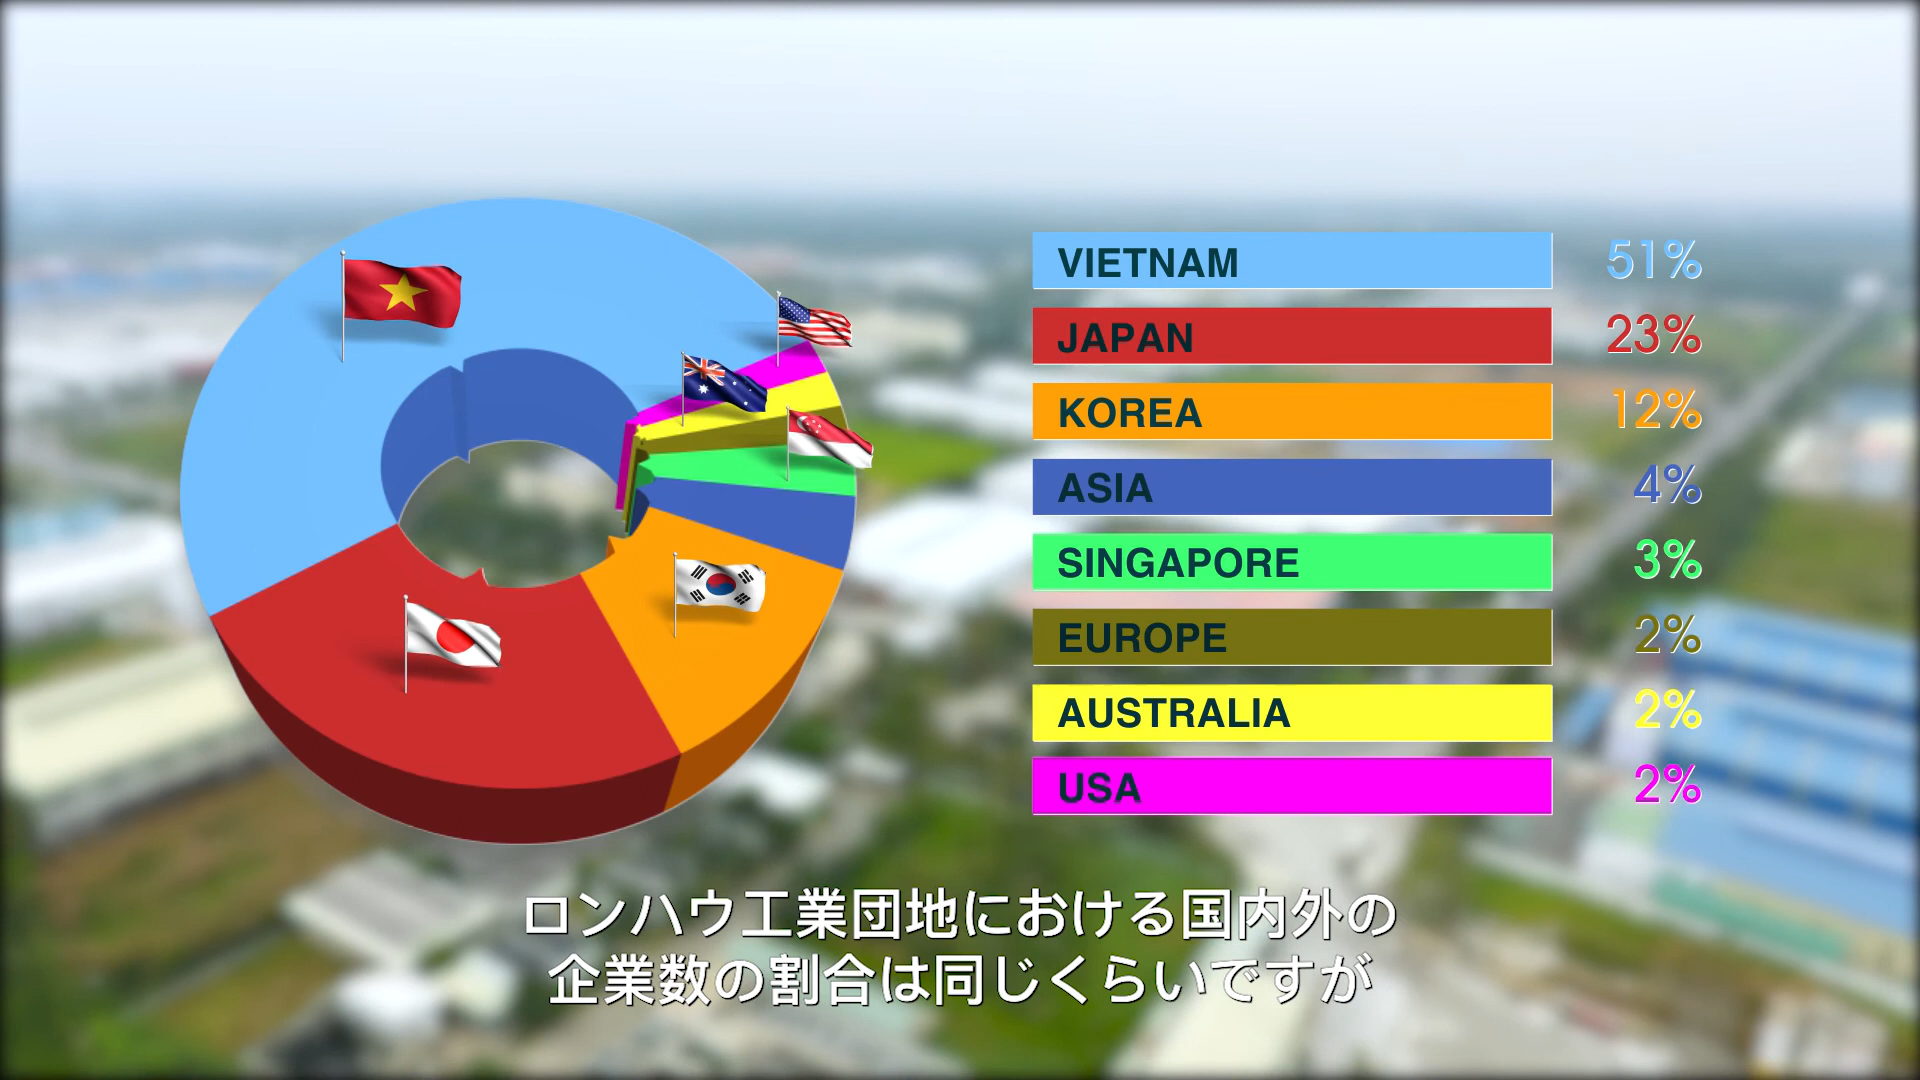 VIETNAM 51%
JAPAN 23%
KOREA 12%
ASIA 4%
SINGAPORE 3%
EUROPE 2%
AUSTRALIA 2%
USA 2%
ロンハウ工業団地における国内外の
企業数の割合は同じくらいですが